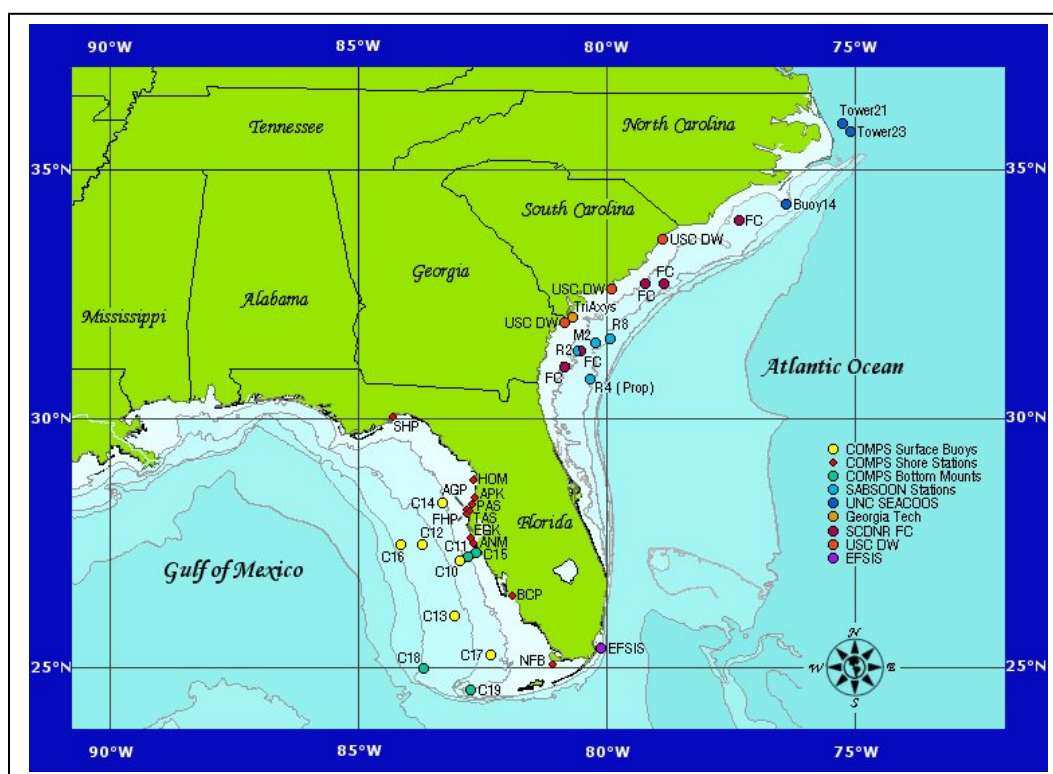 90°W 85°W 80°W 75°W
Tower21
Tower23
Tennessee
North Carolina
35°N 35°N
Buoy14
South Carolina
FC
USC DW
Georgia
FC
USC DW FC
TriAxys
Mississippi
Alabama
USC DW
M2 R8
R2 FC
Atlantic Ocean
FC
R4 ( Prop)
30°N 30°N
SHP
COMPS Surface Buoys
COMPS Shore Stations
COMPS Bottom Mounts
SABSOON Stations
UNC SEACOOS
Georgia Tech
SCDNR FC
USC DW
EFSIS
HOM
AGP APK
C14 PAS
FHP TAS
Florida
C12 EGK
C16 C11 ANM
C15
C10
Gulf of Mexico
BCP
C13
N
EFSIS
C17 NFB
C18
25°N W E 25°N
C19
S
90°W 85°W 80°W 75°W